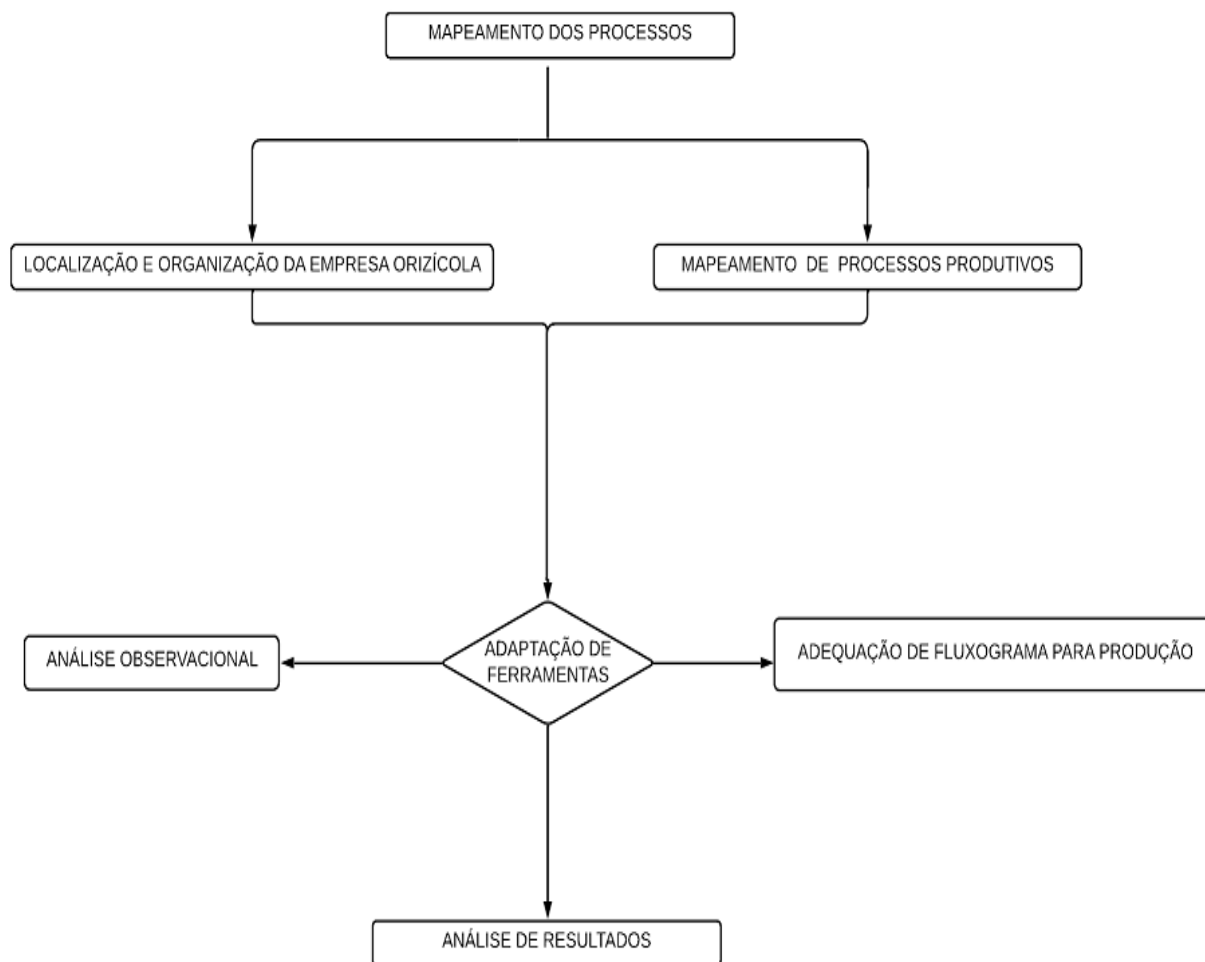 MAPEAMENTO DOS PROCESSOS
LOCALIZAÇÃO E ORGANIZAÇÃO DA EMPRESA ORIZÍCOLA
MAPEAMENTO DE PROCESSOS PRODUTIVOS
ANÁLISE OBSERVACIONAL
ADAPTAÇÃO DE
FERRAMENTAS
ADEQUAÇÃO DE FLUXOGRAMA PARA PRODUÇÃO
ANÁLISE DE RESULTADOS